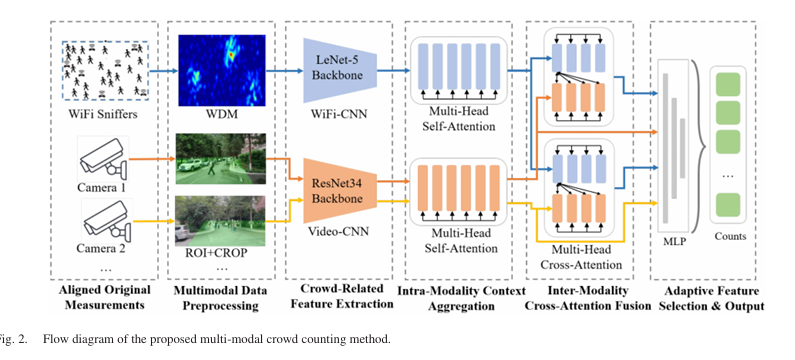 WiFi Sniffers
WDM
LeNet-5
Backbone
WiFi-CNN
Multi-Head
Self-Attention
Camera 1
Camera 2
...
ROI+CROP
...
ResNet34
Backbone
Video-CNN
Multi-Head
Self-Attention
Multi-Head
Cross-Attention
MLP
...
Counts
Aligned Original
Measurements
Multimodal Data
Preprocessing
Crowd-Related
Feature Extraction
Intra-Modality Context
Aggregation
Inter-Modality
Cross-Attention Fusion
Adaptive Feature
Selection & Output
Fig. 2. Flow diagram of the proposed multi-modal crowd counting method.